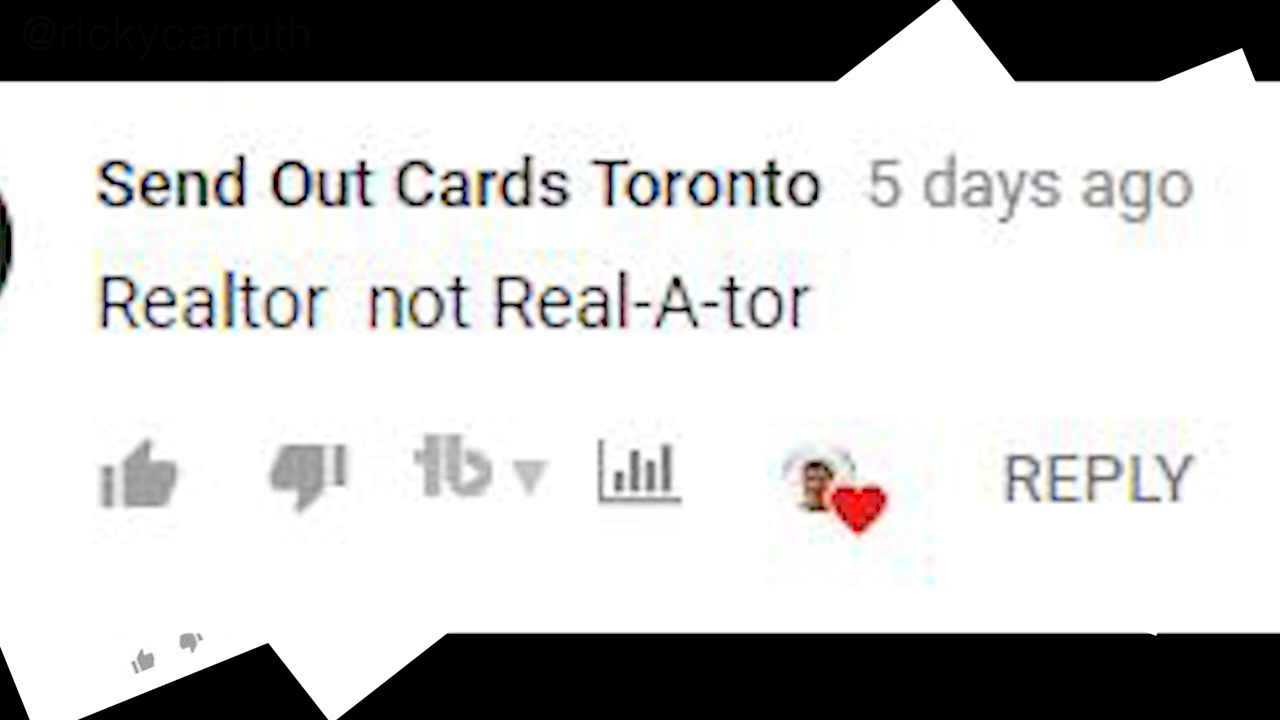 @rickycarruth
Send Out Cards Toronto 5 days ago
Realtor not Real-A-tor
REPLY